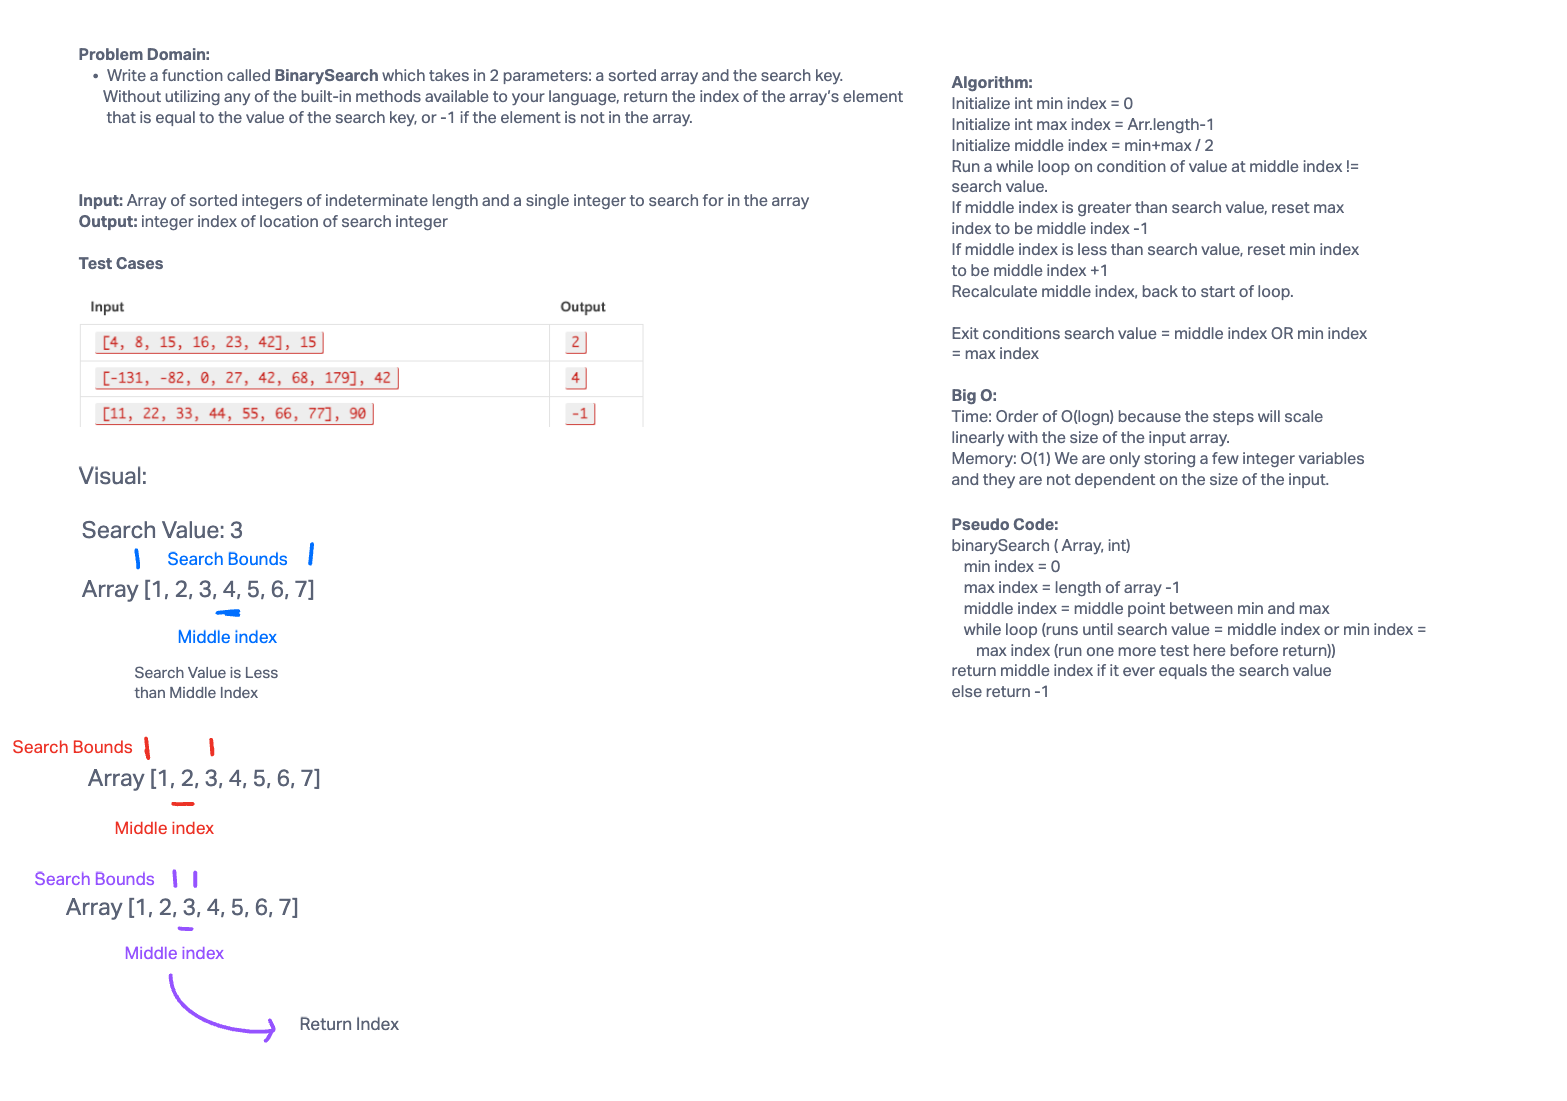 Problem Domain:
• Write a function called BinarySearch which takes in 2 parameters: a sorted array and the search key.
Without utilizing any of the built-in methods available to your language, return the index of the array's element
that is equal to the value of the search key, or -1 if the element is not in the array.
Input: Array of sorted integers of indeterminate length and a single integer to search for in the array
Output: integer index of location of search integer
Test Cases
Input Output
[4, 8, 15, 16, 23, 42], 15 2
[-131, -82, 0, 27, 42, 68, 179], 42 4
[11, 22, 33, 44, 55, 66, 77], 90 -1
Visual:
Search Value: 3
Search Bounds
Array [1, 2, 3, 4, 5, 6, 7]
Middle index
Search Value is Less
than Middle Index
Search Bounds
Array [1, 2, 3, 4, 5, 6, 7]
Middle index
Search Bounds
Array [1, 2, 3, 4, 5, 6, 7]
Middle index
Return Index
Algorithm:
Initialize int min index = 0
Initialize int max index = Arr.length-1
Initialize middle index = min+max / 2
Run a while loop on condition of value at middle index !=
search value.
If middle index is greater than search value, reset max
index to be middle index -1
If middle index is less than search value, reset min index
to be middle index +1
Recalculate middle index, back to start of loop.
Exit conditions search value = middle index OR min index
= max index
Big O:
Time: Order of O(logn) because the steps will scale
linearly with the size of the input array.
Memory: O(1) We are only storing a few integer variables
and they are not dependent on the size of the input.
Pseudo Code:
binarySearch ( Array, int)
min index = 0
max index = length of array -1
middle index = middle point between min and max
while loop (runs until search value = middle index or min index =
max index (run one more test here before return))
return middle index if it ever equals the search value
else return -1